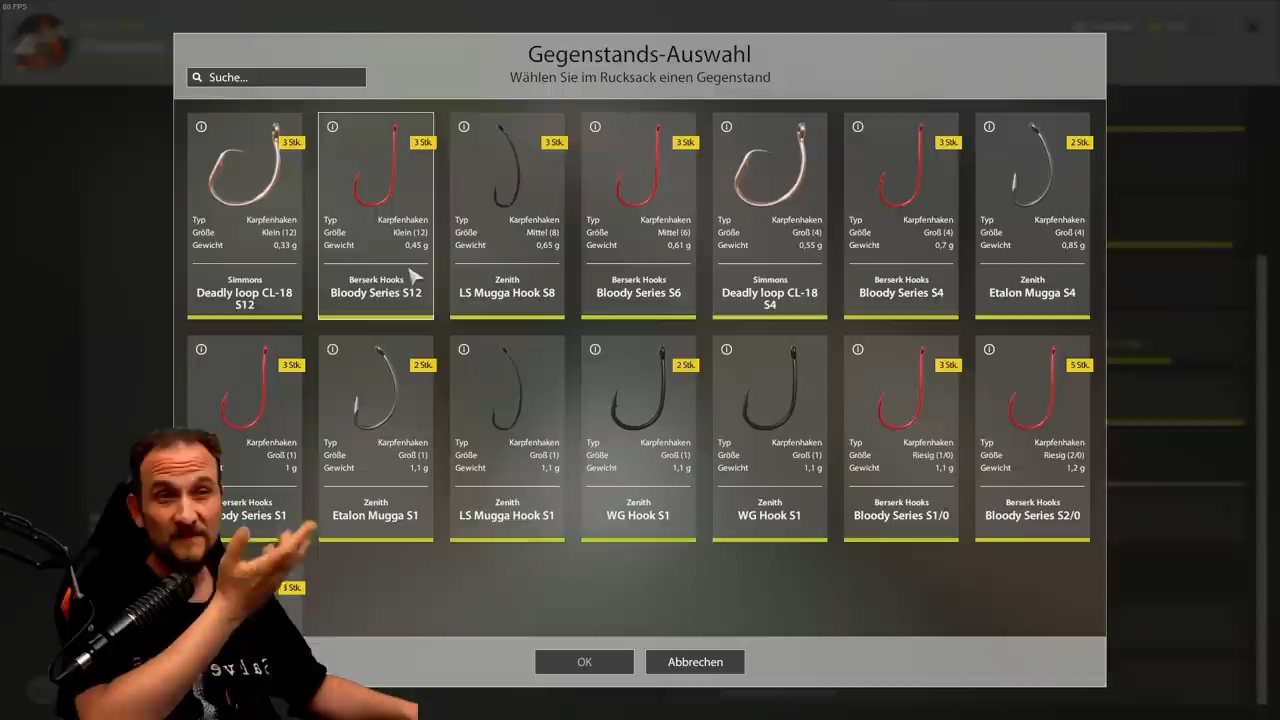 60 FPS
Gegenstands-Auswahl
Suche...
Wählen Sie im Rucksack einen Gegenstand
3 Stk.
Typ Karpfenhaken
Größe Klein (12)
Gewicht 0,33 g
Simmons
Deadly loop CL-18
S12
3 Stk.
Typ Karpfenhaken
Größe Klein (12)
Gewicht 0,45 g
Berserk Hooks
Bloody Series S12
3 Stk.
Typ Karpfenhaken
Größe Mittel (8)
Gewicht 0,65 g
Zenith
LS Mugga Hook S8
3 Stk.
Typ Karpfenhaken
Größe Mittel (6)
Gewicht 0,61 g
Berserk Hooks
Bloody Series S6
Typ Karpfenhaken
Größe Groß (4)
Gewicht 0,55 g
Simmons
Deadly loop CL-18
S4
3 Stk.
Typ Karpfenhaken
Größe Groß (4)
Gewicht 0,7 g
Berserk Hooks
Bloody Series S4
2 Stk.
Typ Karpfenhaken
Größe Groß (4)
Gewicht 0,85 g
Zenith
Etalon Mugga S4
3 Stk.
Typ Karpfenhaken
Groß (1)
1 g
erserk Hooks
ody Series S1
2 Stk.
Typ Karpfenhaken
Größe Groß (1)
Gewicht 1,1 g
Zenith
Etalon Mugga S1
Typ Karpfenhaken
Größe Groß (1)
Gewicht 1,1 g
Zenith
LS Mugga Hook S1
2 Stk.
Typ Karpfenhaken
Größe Groß (1)
Gewicht 1,1 g
Zenith
WG Hook S1
Typ Karpfenhaken
Größe Groß (1)
Gewicht 1,1 g
Zenith
WG Hook S1
3 Stk.
Typ Karpfenhaken
Größe Riesig (1/0)
Gewicht 1,1 g
Berserk Hooks
Bloody Series S1/0
5 Stk.
Typ Karpfenhaken
Größe Riesig (2/0)
Gewicht 1,2 g
Berserk Hooks
Bloody Series S2/0
Stk.
OK
Abbrechen